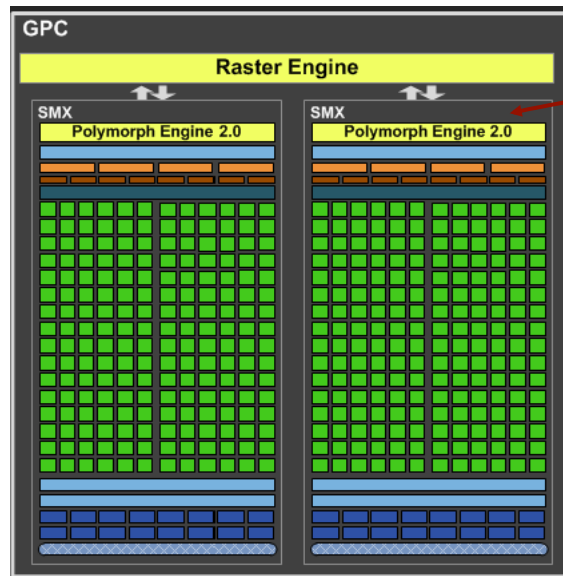 GPC
Raster Engine
SMX
Polymorph Engine 2.0
SMX
Polymorph Engine 2.0